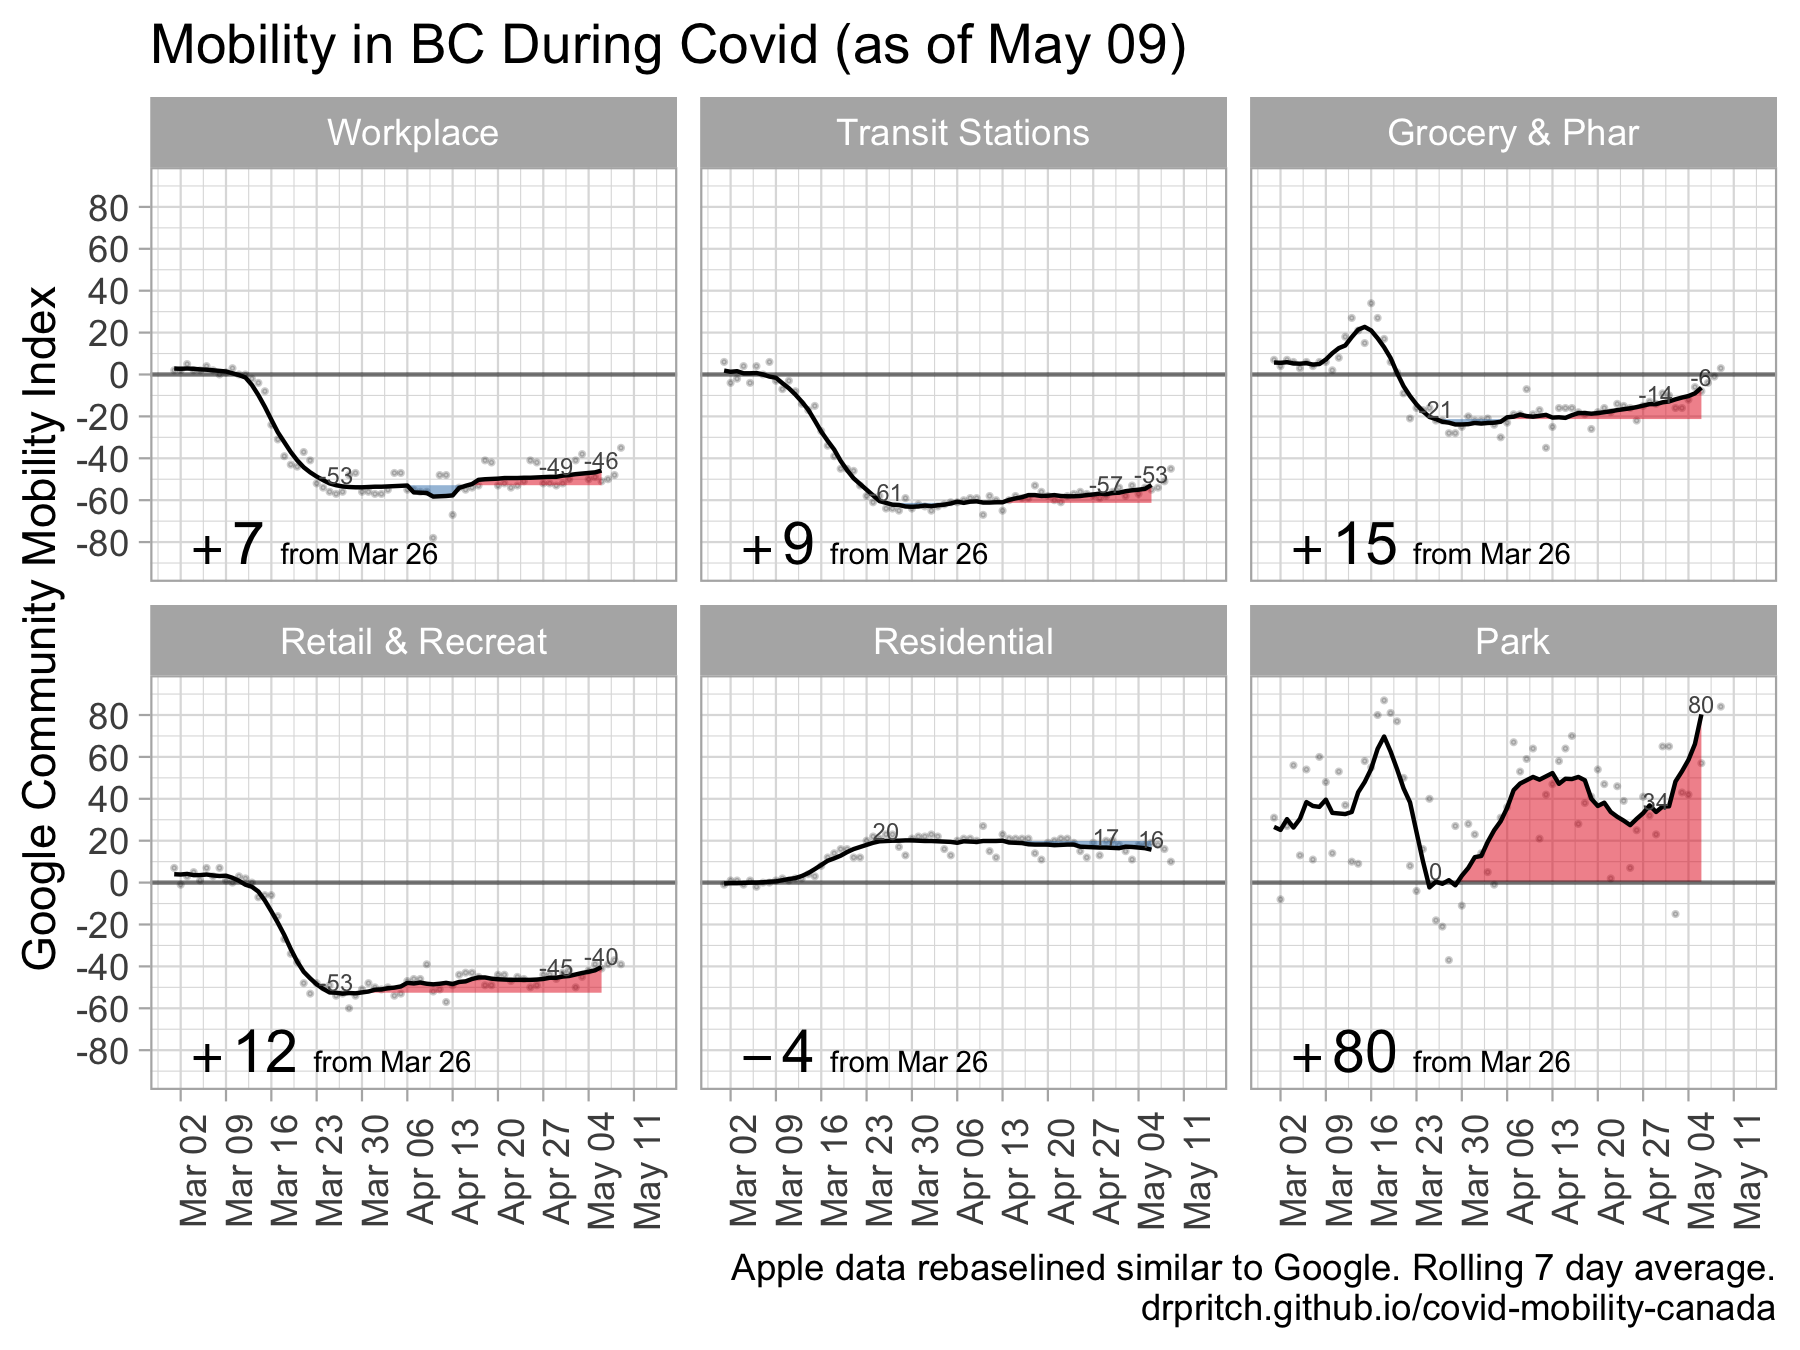 Mobility in BC During Covid (as of May 09)
Google Community Mobility Index
Workplace
Transit Stations
Grocery & Phar
80
60
40
20
0
-20
-40
-60
-80
-53
-49
-46
+7 from Mar 26
-61
-57
-53
+9 from Mar 26
-21
-14
-6
+15 from Mar 26
Retail & Recreat
Residential
Park
80
60
40
20
0
-20
-40
-60
-80
-53
-45
-40
+12 from Mar 26
20
17
16
−4 from Mar 26
0
34
80
+80 from Mar 26
Mar 02
Mar 09
Mar 16
Mar 23
Mar 30
Apr 06
Apr 13
Apr 20
Apr 27
May 04
May 11
Mar 02
Mar 09
Mar 16
Mar 23
Mar 30
Apr 06
Apr 13
Apr 20
Apr 27
May 04
May 11
Mar 02
Mar 09
Mar 16
Mar 23
Mar 30
Apr 06
Apr 13
Apr 20
Apr 27
May 04
May 11
Apple data rebaselined similar to Google. Rolling 7 day average.
drpritch.github.io/covid-mobility-canada